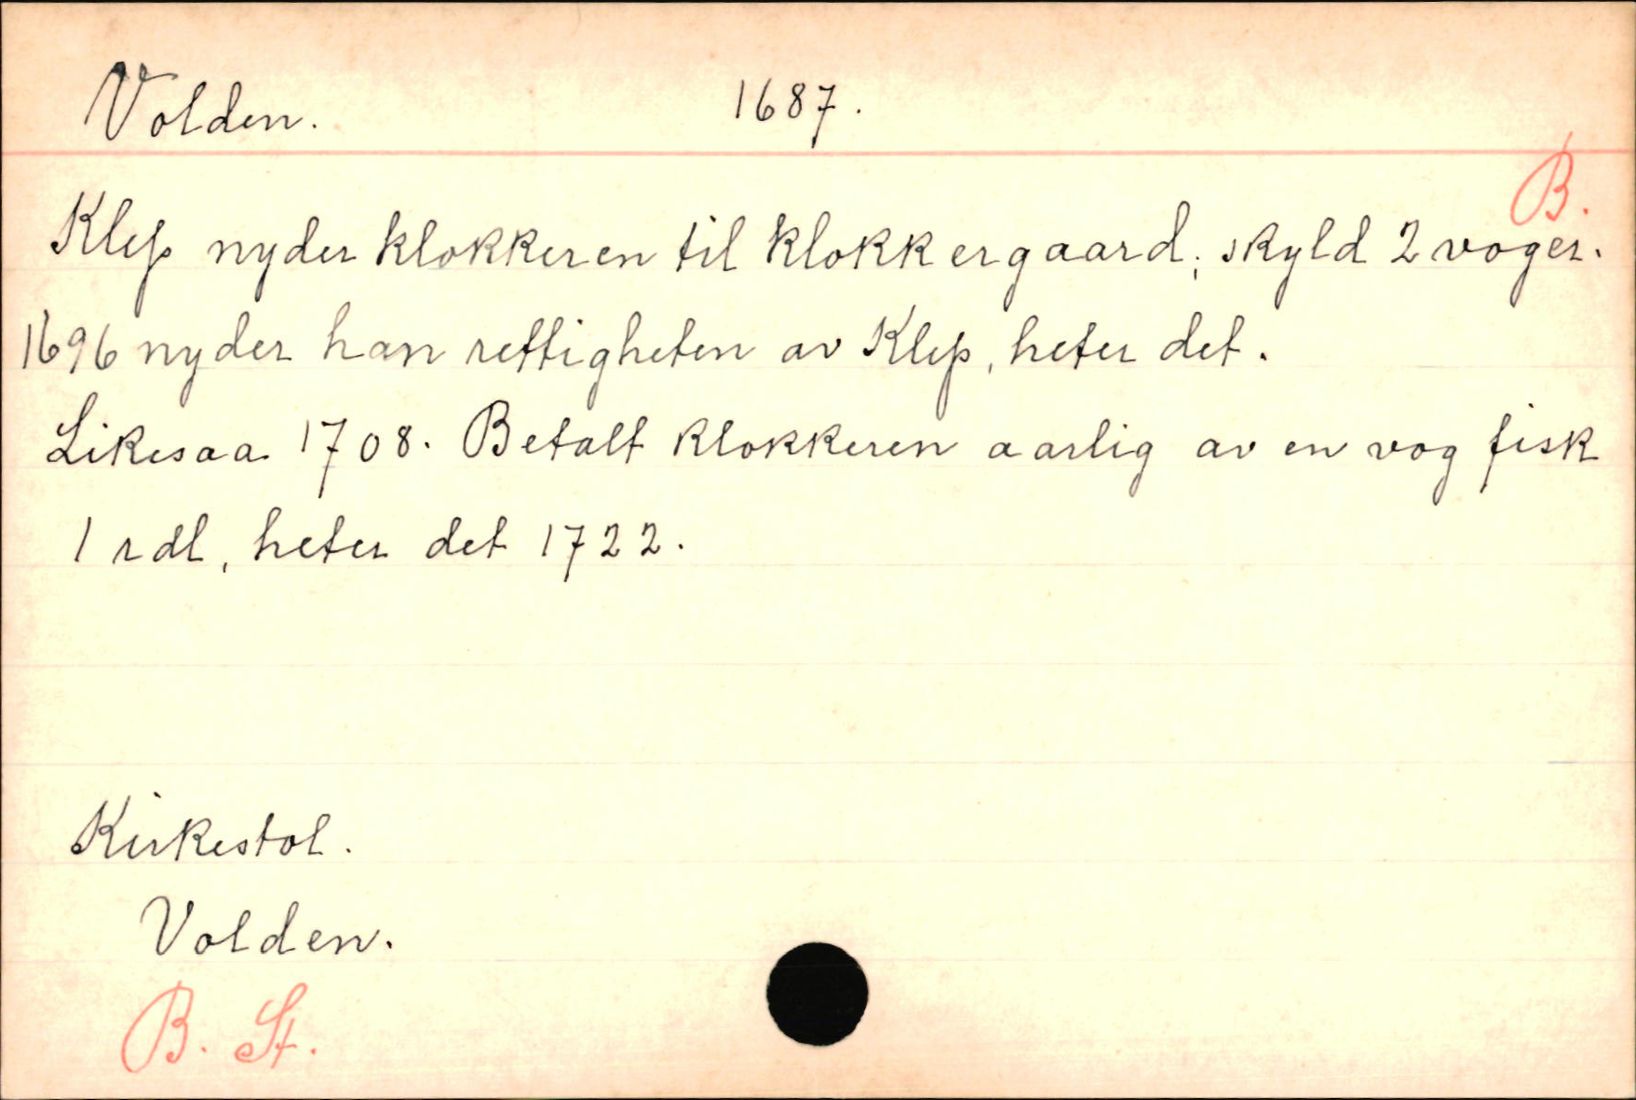 Volden. 1687.
B.
Klep nyder klokkeren til klokkergaard; skyld 2 voger.
1696 nyder han rettigheten av Klep, heter det.
Likesaa 1708. Betalt klokkeren aarlig av en vog fisk
1 rdl, heter det 1722.
Kirkestol.
Volden.
B. St.